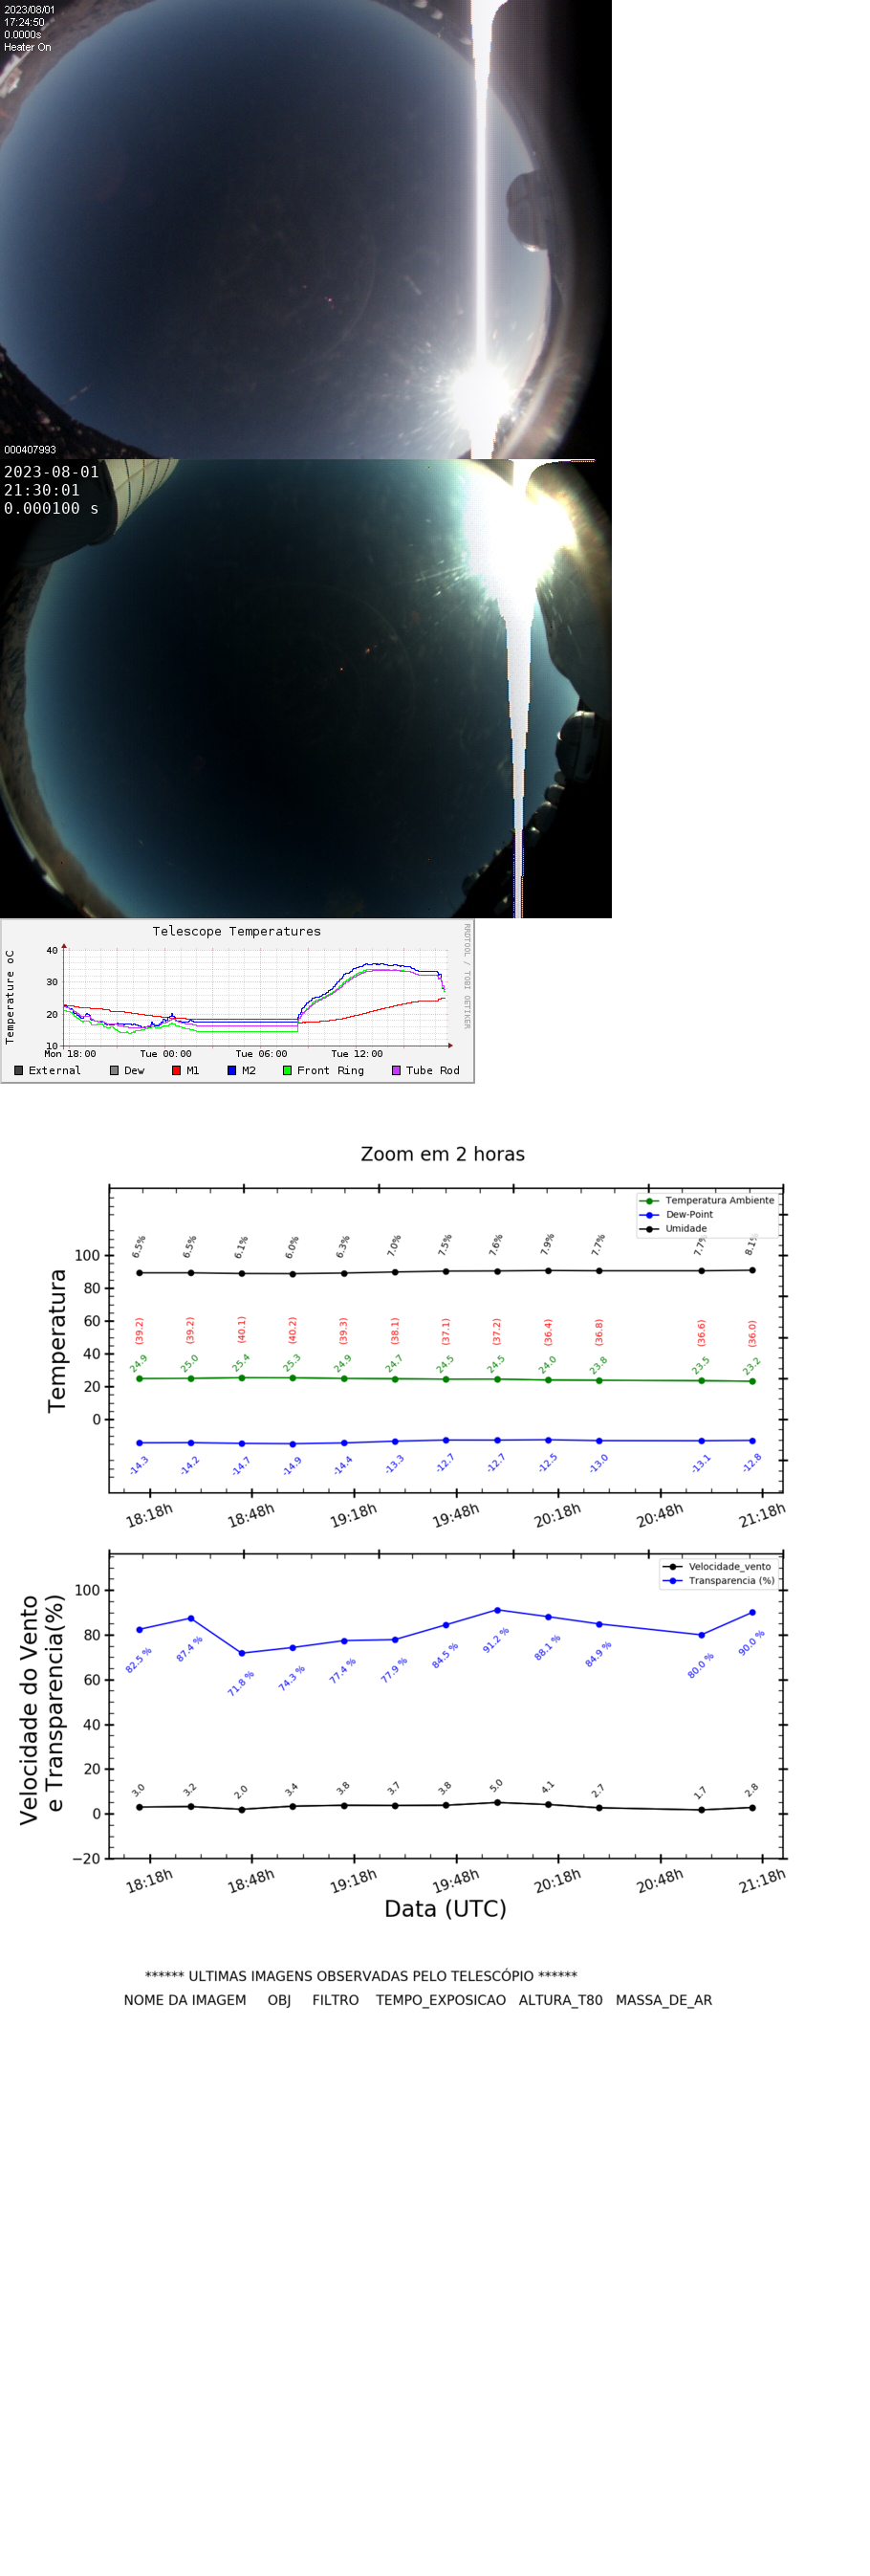 2023/08/01
17:24:50
0.0000s
Heater On
000407993
2023-08-01
21:30:01
0.000100 s
Telescope Temperatures
RRDTOOL / TOBI OETIKER
Temperature oC
40
30
20
10
Mon 18:00 Tue 00:00 Tue 06:00 Tue 12:00
External Dew M1 M2 Front Ring Tube Rod
Zoom em 2 horas
Temperatura Ambiente
Dew-Point
Umidade
6.5% 6.5% 6.1% 6.0% 6.3% 7.0% 7.5% 7.6% 7.9% 7.7% 7.7% 8.1%
Temperatura
100
80
60
40
20
0
(39.2) (39.2) (40.1) (40.2) (39.3) (38.1) (37.1) (37.2) (36.4) (36.8) (36.6) (36.0)
24.9 25.0 25.4 25.3 24.9 24.7 24.5 24.5 24.0 23.8 23.5 23.2
-14.3 -14.2 -14.7 -14.9 -14.4 -13.3 -12.7 -12.7 -12.5 -13.0 -13.1 -12.8
18:18h 18:48h 19:18h 19:48h 20:18h 20:48h 21:18h
Velocidade_vento
Transparencia (%)
Velocidade do Vento
e Transparencia(%)
100
80
60
40
20
0
−20
82.5 % 87.4 % 71.8 % 74.3 % 77.4 % 77.9 % 84.5 % 91.2 % 88.1 % 84.9 % 80.0 % 90.0 %
3.0 3.2 2.0 3.4 3.8 3.7 3.8 5.0 4.1 2.7 1.7 2.8
18:18h 18:48h 19:18h 19:48h 20:18h 20:48h 21:18h
Data (UTC)
****** ULTIMAS IMAGENS OBSERVADAS PELO TELESCÓPIO ******
NOME DA IMAGEM OBJ FILTRO TEMPO_EXPOSICAO ALTURA_T80 MASSA_DE_AR